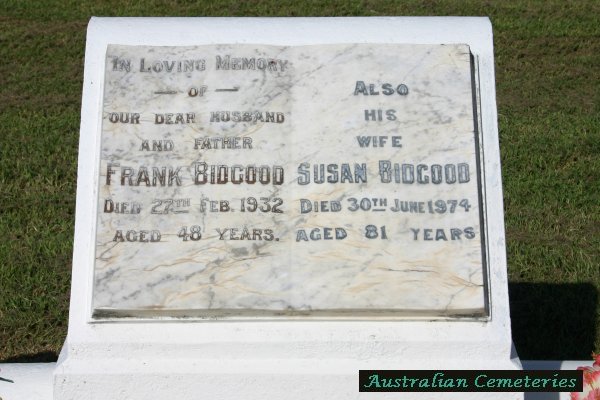 In Loving Memory
— OF —
OUR DEAR HUSBAND
AND FATHER
FRANK BIDGOOD
DIED 27TH FEB. 1932
AGED 48 YEARS.
ALSO
HIS
WIFE
SUSAN BIDGOOD
DIED 30TH JUNE 1974
AGED 81 YEARS
Australian Cemeteries